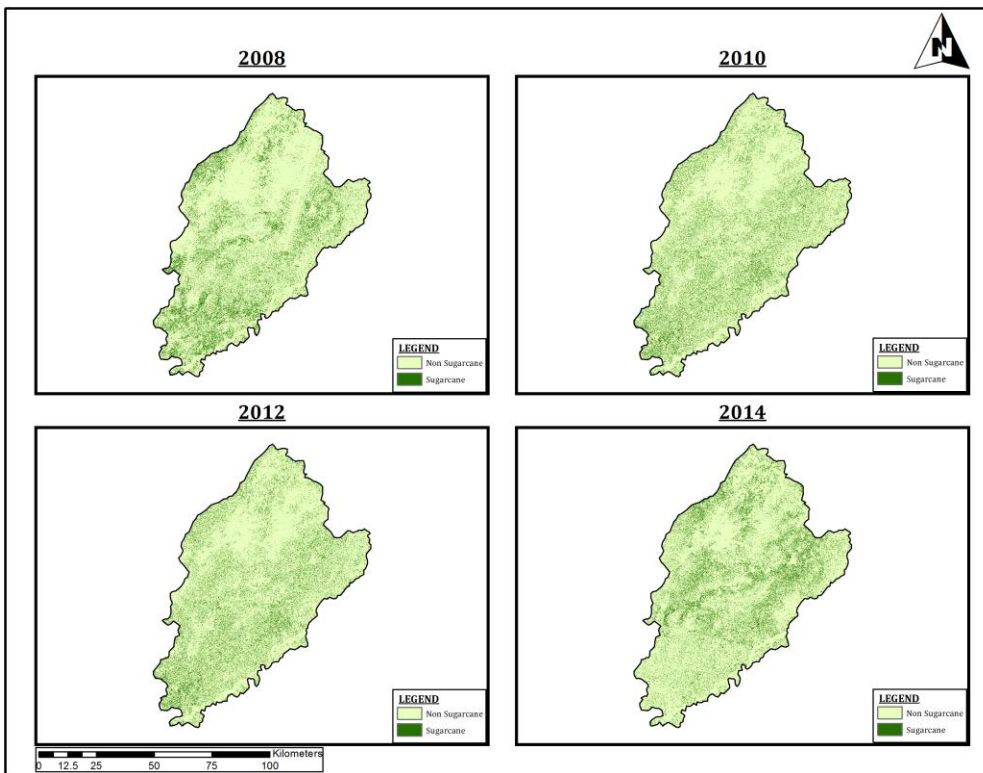 N
2008
2010
LEGEND
Non Sugarcane
Sugarcane
LEGEND
Non Sugarcane
Sugarcane
2012
2014
LEGEND
Non Sugarcane
Sugarcane
LEGEND
Non Sugarcane
Sugarcane
Kilometers
0 12.5 25 50 75 100